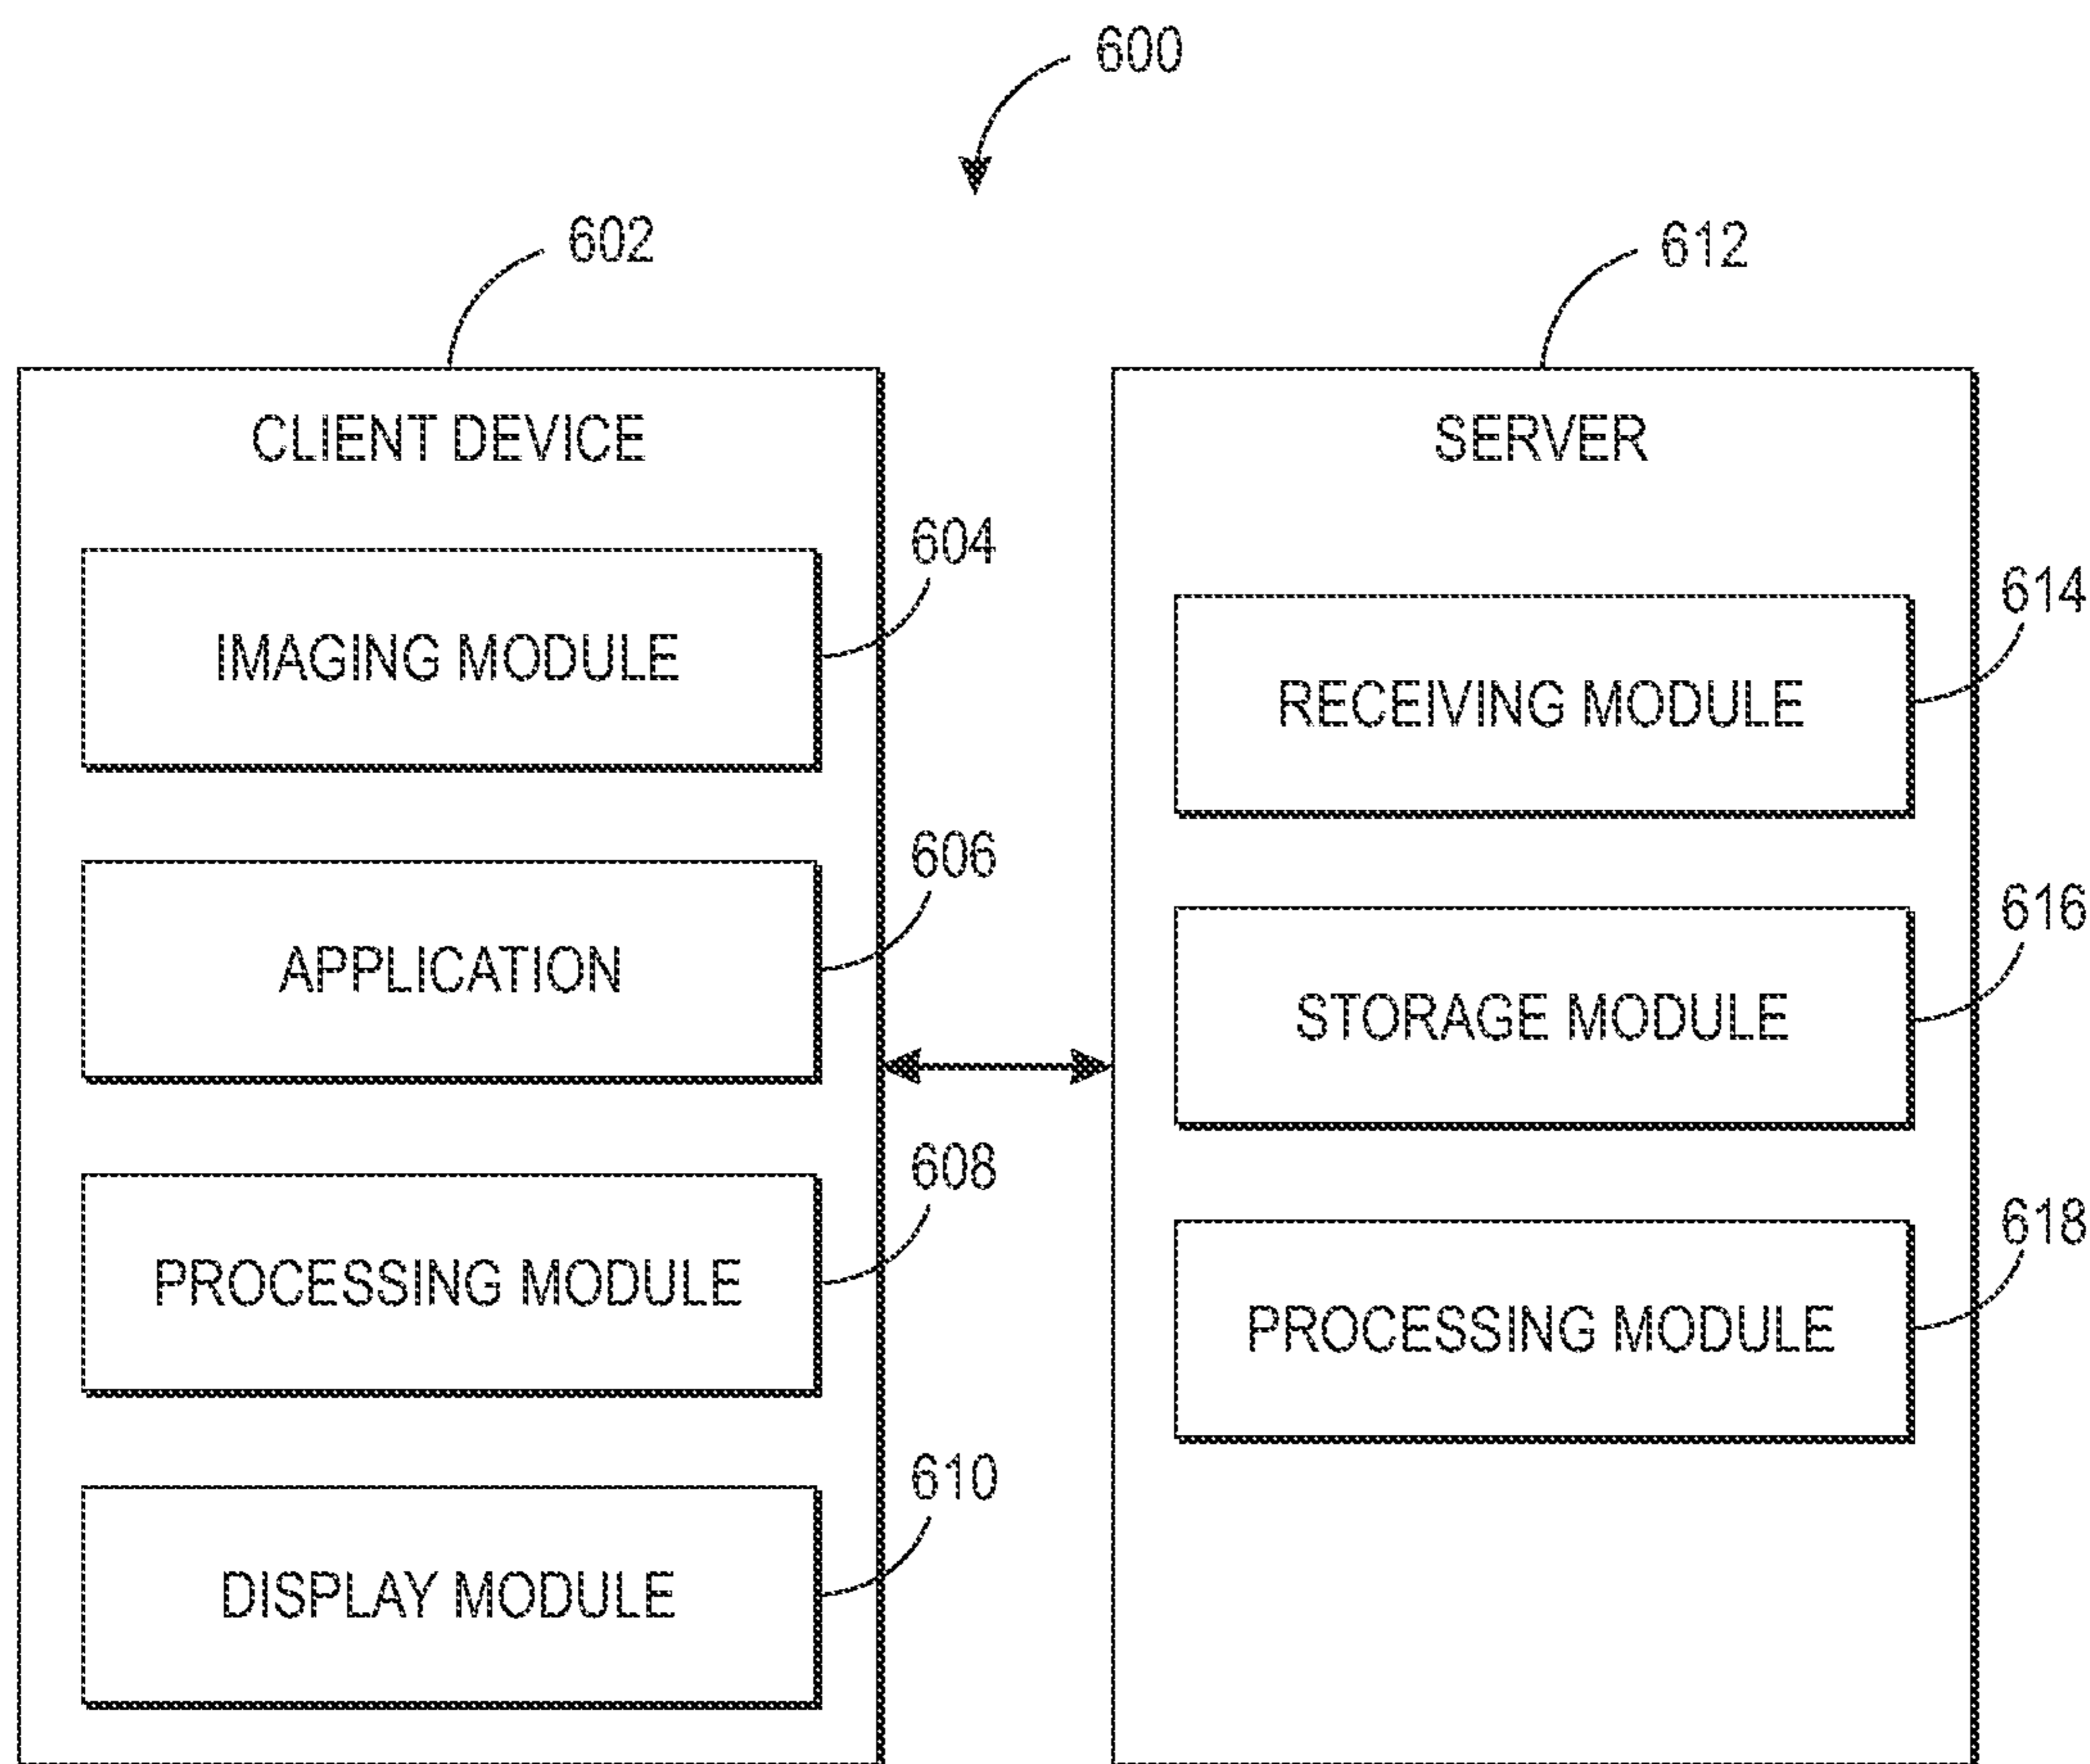 600
602
612
CLIENT DEVICE
604
IMAGING MODULE
606
APPLICATION
608
PROCESSING MODULE
610
DISPLAY MODULE
SERVER
614
RECEIVING MODULE
616
STORAGE MODULE
618
PROCESSING MODULE